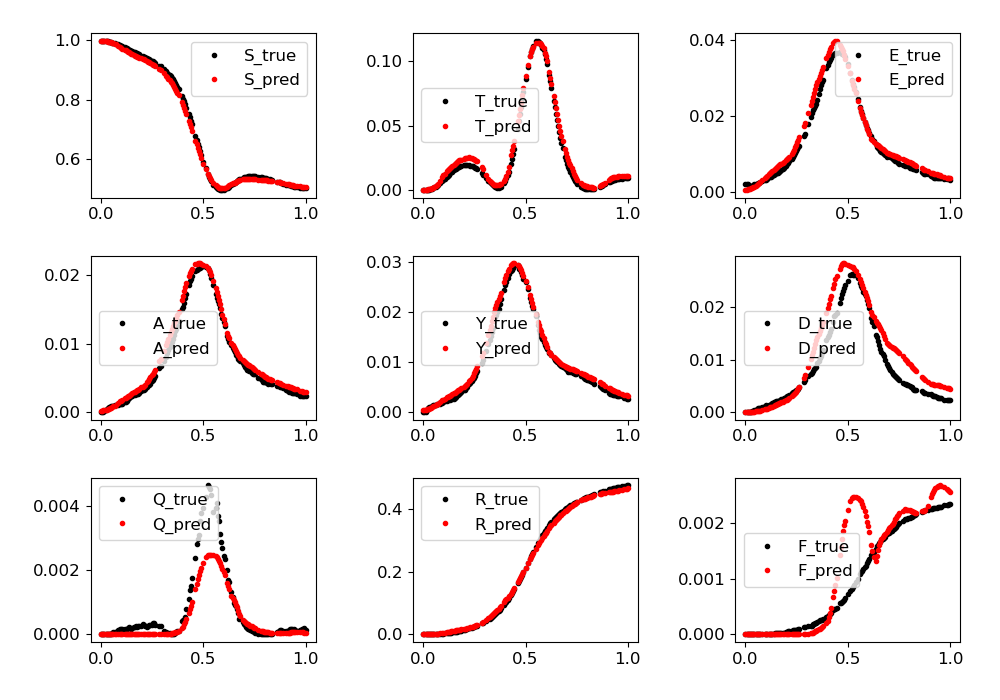 1.0
0.8
0.6
0.0 0.5 1.0
S_true
S_pred
0.10
0.05
0.00
0.0 0.5 1.0
T_true
T_pred
0.04
0.02
0.00
0.0 0.5 1.0
E_true
E_pred
0.02
0.01
0.00
0.0 0.5 1.0
A_true
A_pred
0.03
0.02
0.01
0.00
0.0 0.5 1.0
Y_true
Y_pred
0.02
0.01
0.00
0.0 0.5 1.0
D_true
D_pred
0.004
0.002
0.000
0.0 0.5 1.0
Q_true
Q_pred
0.4
0.2
0.0
0.0 0.5 1.0
R_true
R_pred
0.002
0.001
0.000
0.0 0.5 1.0
F_true
F_pred